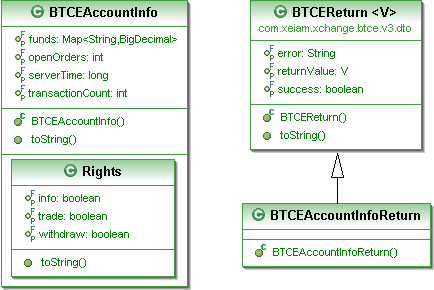 BTCEAccountInfo
funds: Map<String,BigDecimal>
openOrders: int
serverTime: long
transactionCount: int
BTCEAccountInfo()
toString()
Rights
info: boolean
trade: boolean
withdraw: boolean
toString()
BTCEReturn <V>
com.xeiam.xchange.btce.v3.dto
error: String
returnValue: V
success: boolean
BTCEReturn()
toString()
BTCEAccountInfoReturn
BTCEAccountInfoReturn()